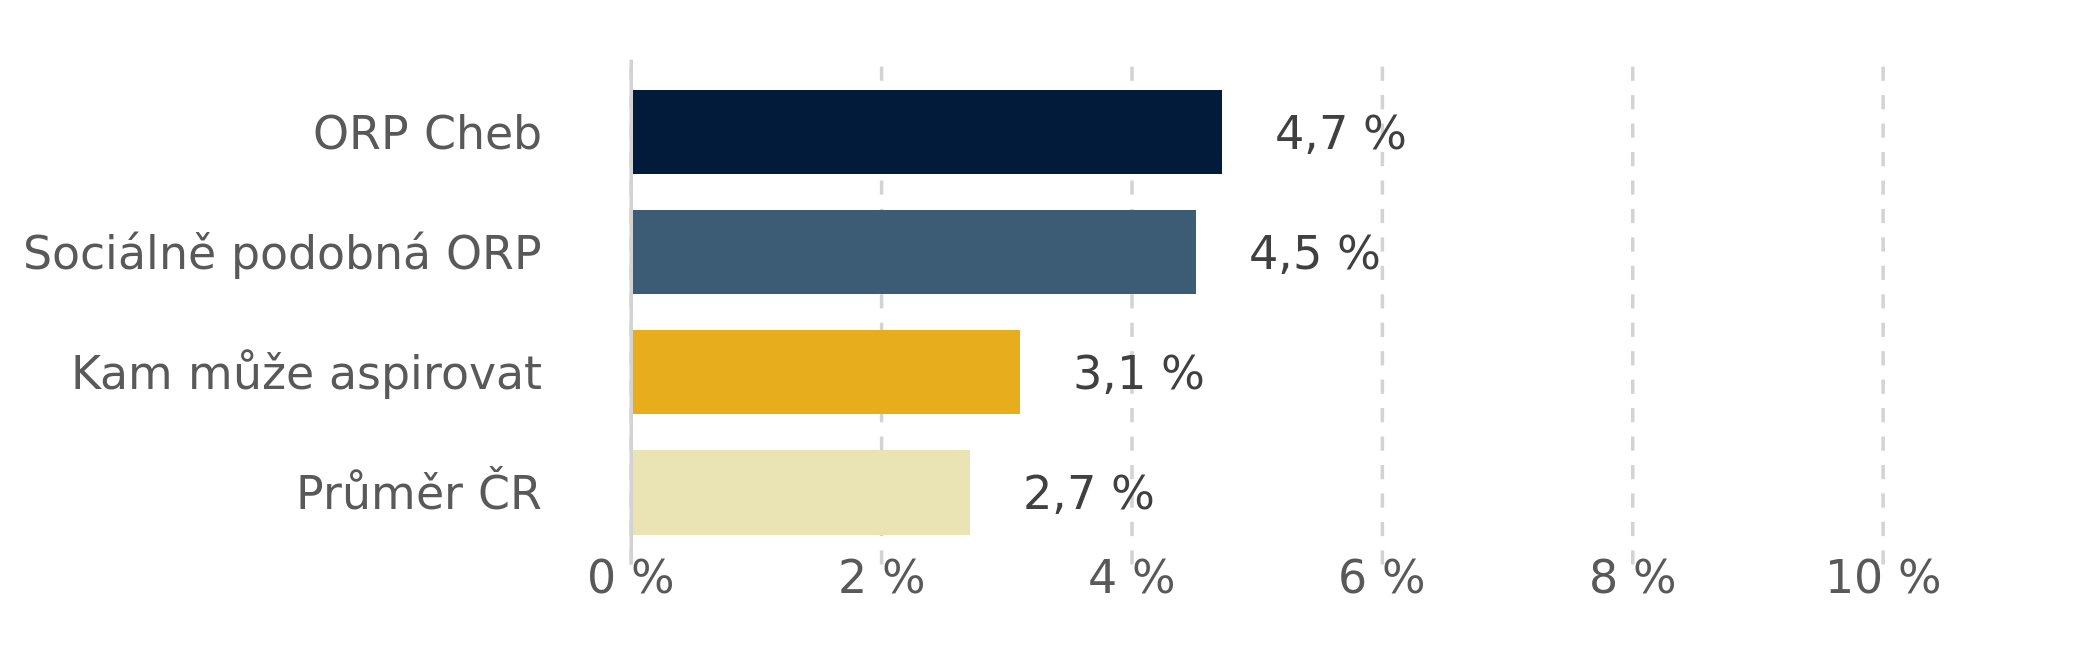 ORP Cheb 4,7 %
Sociálně podobná ORP 4,5 %
Kam může aspirovat 3,1 %
Průměr ČR 2,7 %
0 % 2 % 4 % 6 % 8 % 10 %